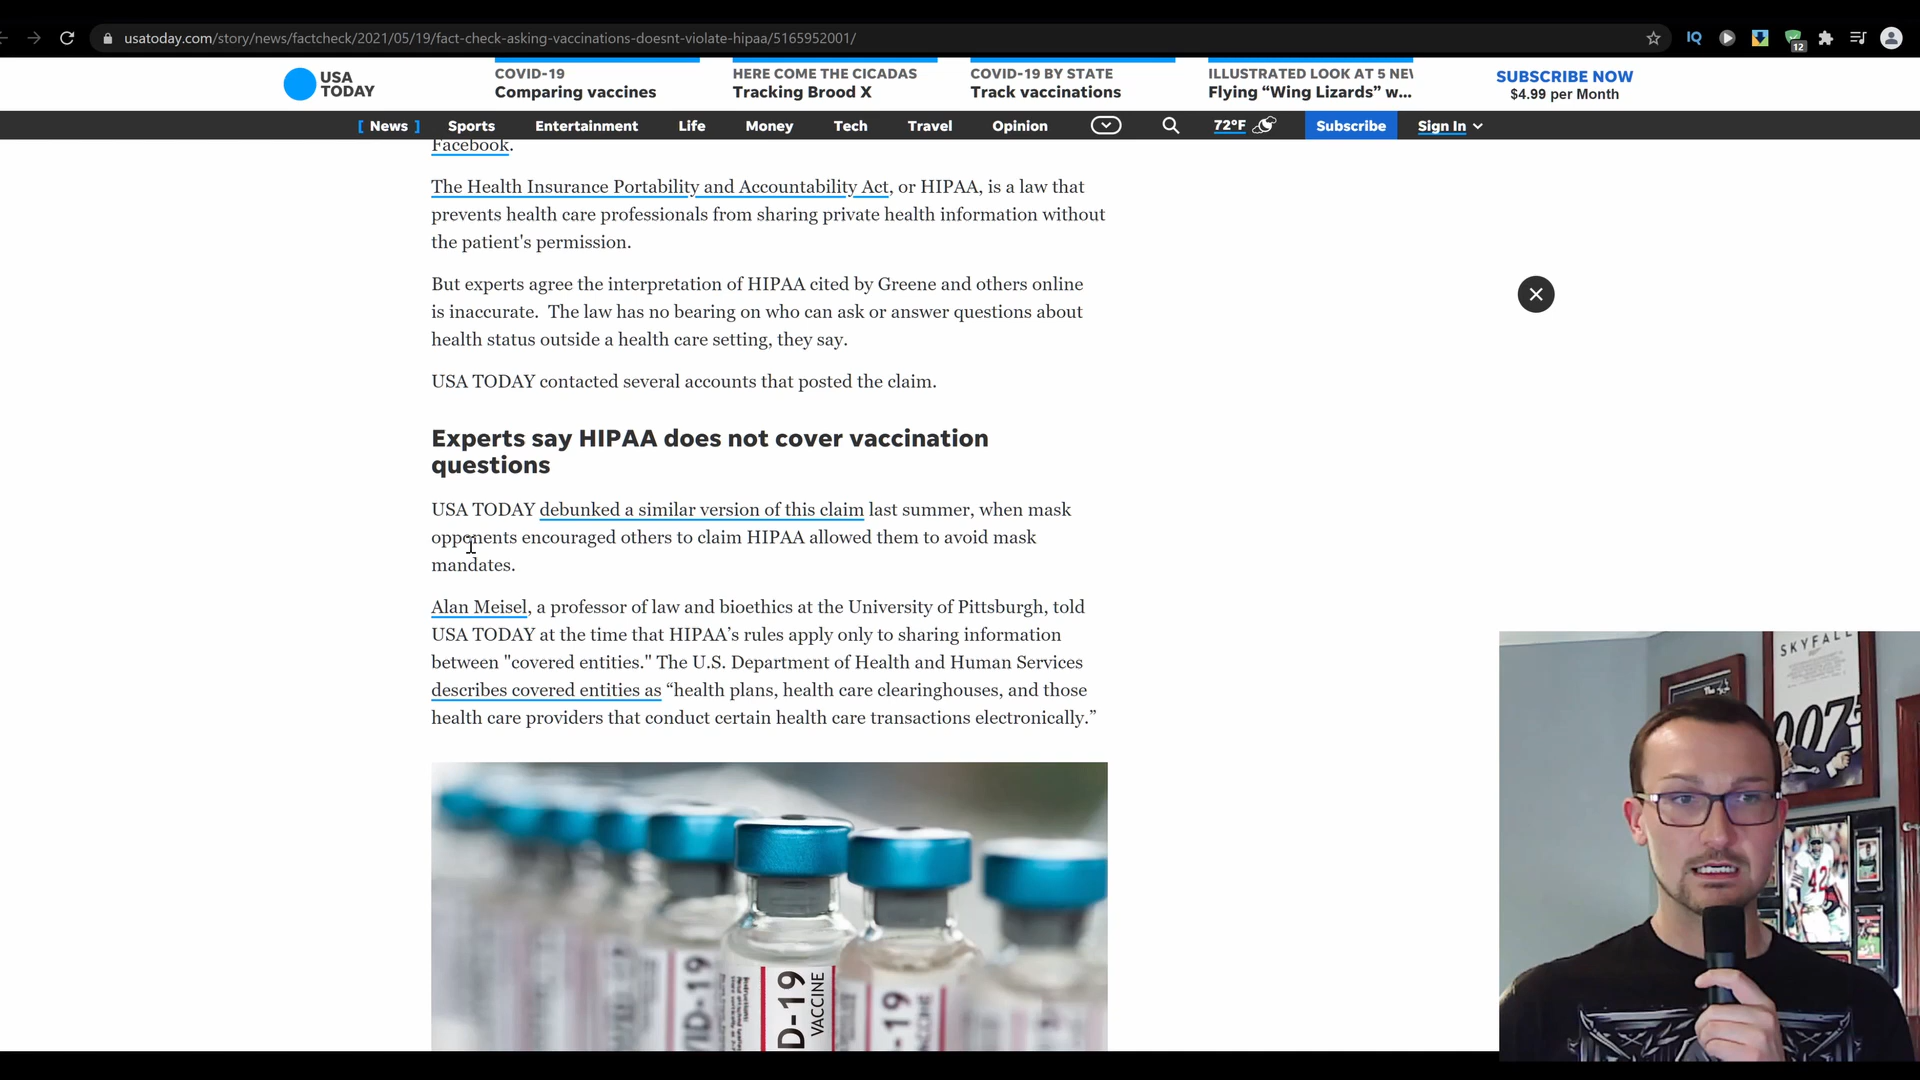 usatoday.com/story/news/factcheck/2021/05/19/fact-check-asking-vaccinations-doesnt-violate-hipaa/5165952001/
IQ
12
USA
TODAY
COVID-19
Comparing vaccines
HERE COME THE CICADAS
Tracking Brood X
COVID-19 BY STATE
Track vaccinations
ILLUSTRATED LOOK AT 5 NEW
Flying “Wing Lizards” w...
SUBSCRIBE NOW
$4.99 per Month
[ News ]
Sports
Entertainment
Life
Money
Tech
Travel
Opinion
72°F
Subscribe
Sign In
Facebook.
The Health Insurance Portability and Accountability Act, or HIPAA, is a law that
prevents health care professionals from sharing private health information without
the patient's permission.
But experts agree the interpretation of HIPAA cited by Greene and others online
is inaccurate.  The law has no bearing on who can ask or answer questions about
health status outside a health care setting, they say.
USA TODAY contacted several accounts that posted the claim.
Experts say HIPAA does not cover vaccination
questions
USA TODAY debunked a similar version of this claim last summer, when mask
opponents encouraged others to claim HIPAA allowed them to avoid mask
mandates.
Alan Meisel, a professor of law and bioethics at the University of Pittsburgh, told
USA TODAY at the time that HIPAA’s rules apply only to sharing information
between "covered entities." The U.S. Department of Health and Human Services
describes covered entities as “health plans, health care clearinghouses, and those
health care providers that conduct certain health care transactions electronically.”
VID-19
D-19
VACCINE
-19
SKYFALL
007
42